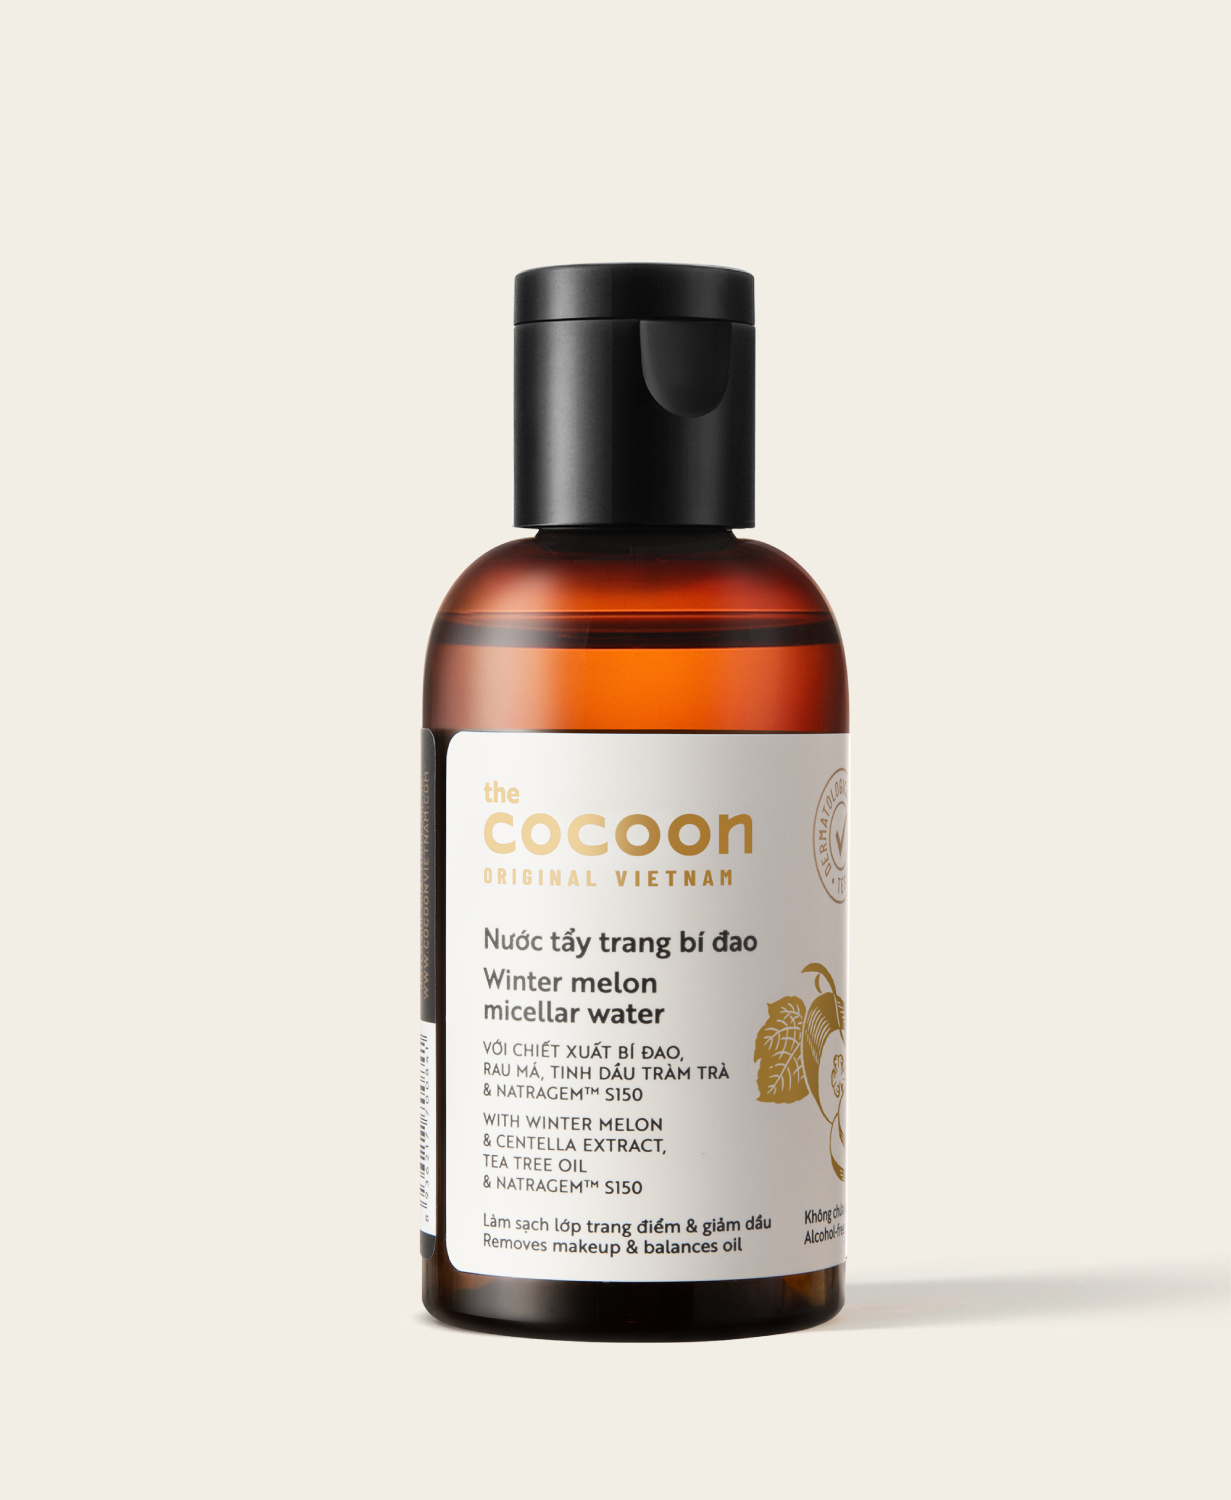 the
cocoon
ORIGINAL VIETNAM
Nước tẩy trang bí đao
Winter melon
micellar water
VỚI CHIẾT XUẤT BÍ ĐAO,
RAU MÁ, TINH DẦU TRÀM TRÀ
& NATRAGEM™ S150
WITH WINTER MELON
& CENTELLA EXTRACT,
TEA TREE OIL
& NATRAGEM™ S150
Làm sạch lớp trang điểm & giảm dầu
Removes makeup & balances oil
Không
WWW.COCOONVIETNAM.COM